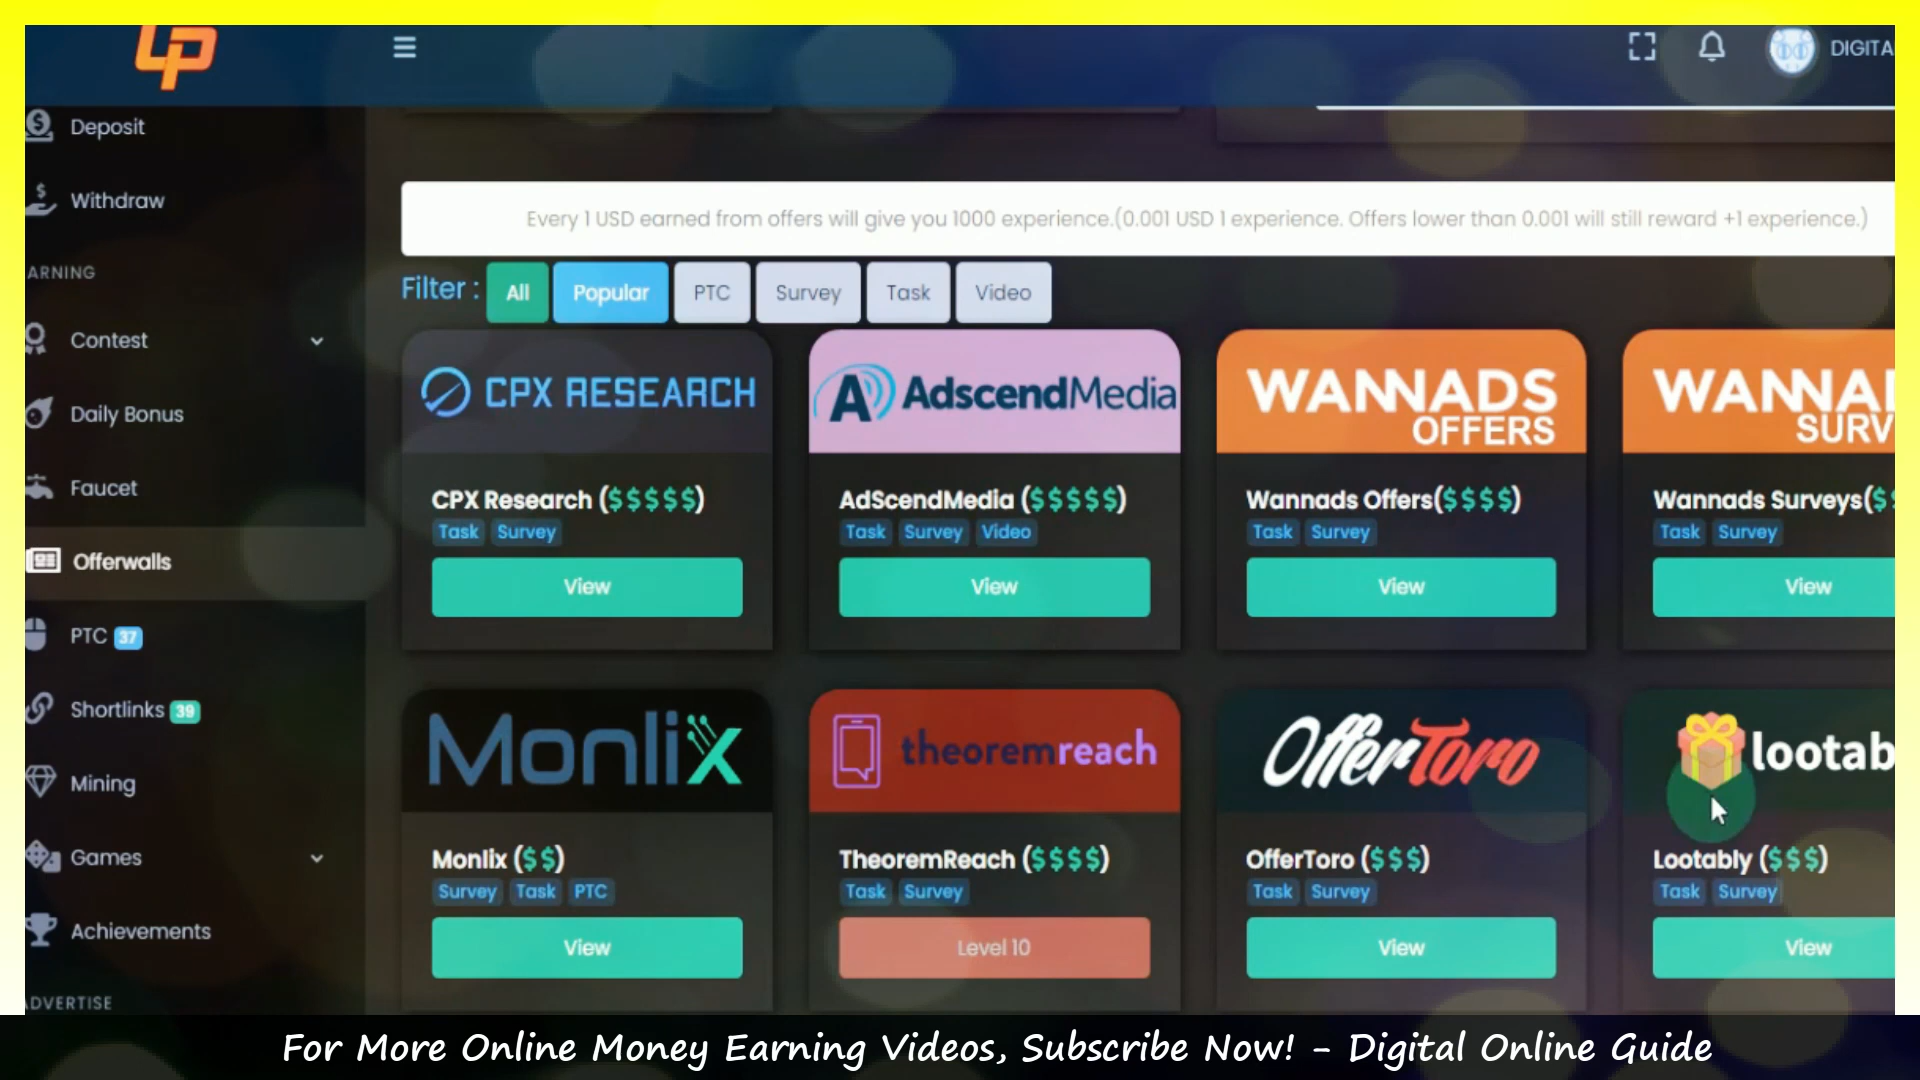 DIGITA
Deposit
Withdraw
ARNING
Contest
Daily Bonus
Faucet
Offerwalls
PTC 37
Shortlinks 39
Mining
Games
Achievements
DVERTISE
Every 1 USD earned from offers will give you 1000 experience.(0.001 USD 1 experience. Offers lower than 0.001 will still reward +1 experience.)
Filter : All Popular PTC Survey Task Video
CPX RESEARCH
CPX Research ($$$$$)
Task Survey
View
AdscendMedia
AdScendMedia ($$$$$)
Task Survey Video
View
WANNADS
OFFERS
Wannads Offers($$$$)
Task Survey
View
WANNA
SURV
Wannads Surveys($
Task Survey
View
Monlix
Monlix ($$)
Survey Task PTC
View
theoremreach
TheoremReach ($$$$)
Task Survey
Level 10
OfferToro
OfferToro ($$$)
Task Survey
View
lootab
Lootably ($$$)
Task Survey
View
For More Online Money Earning Videos, Subscribe Now! - Digital Online Guide